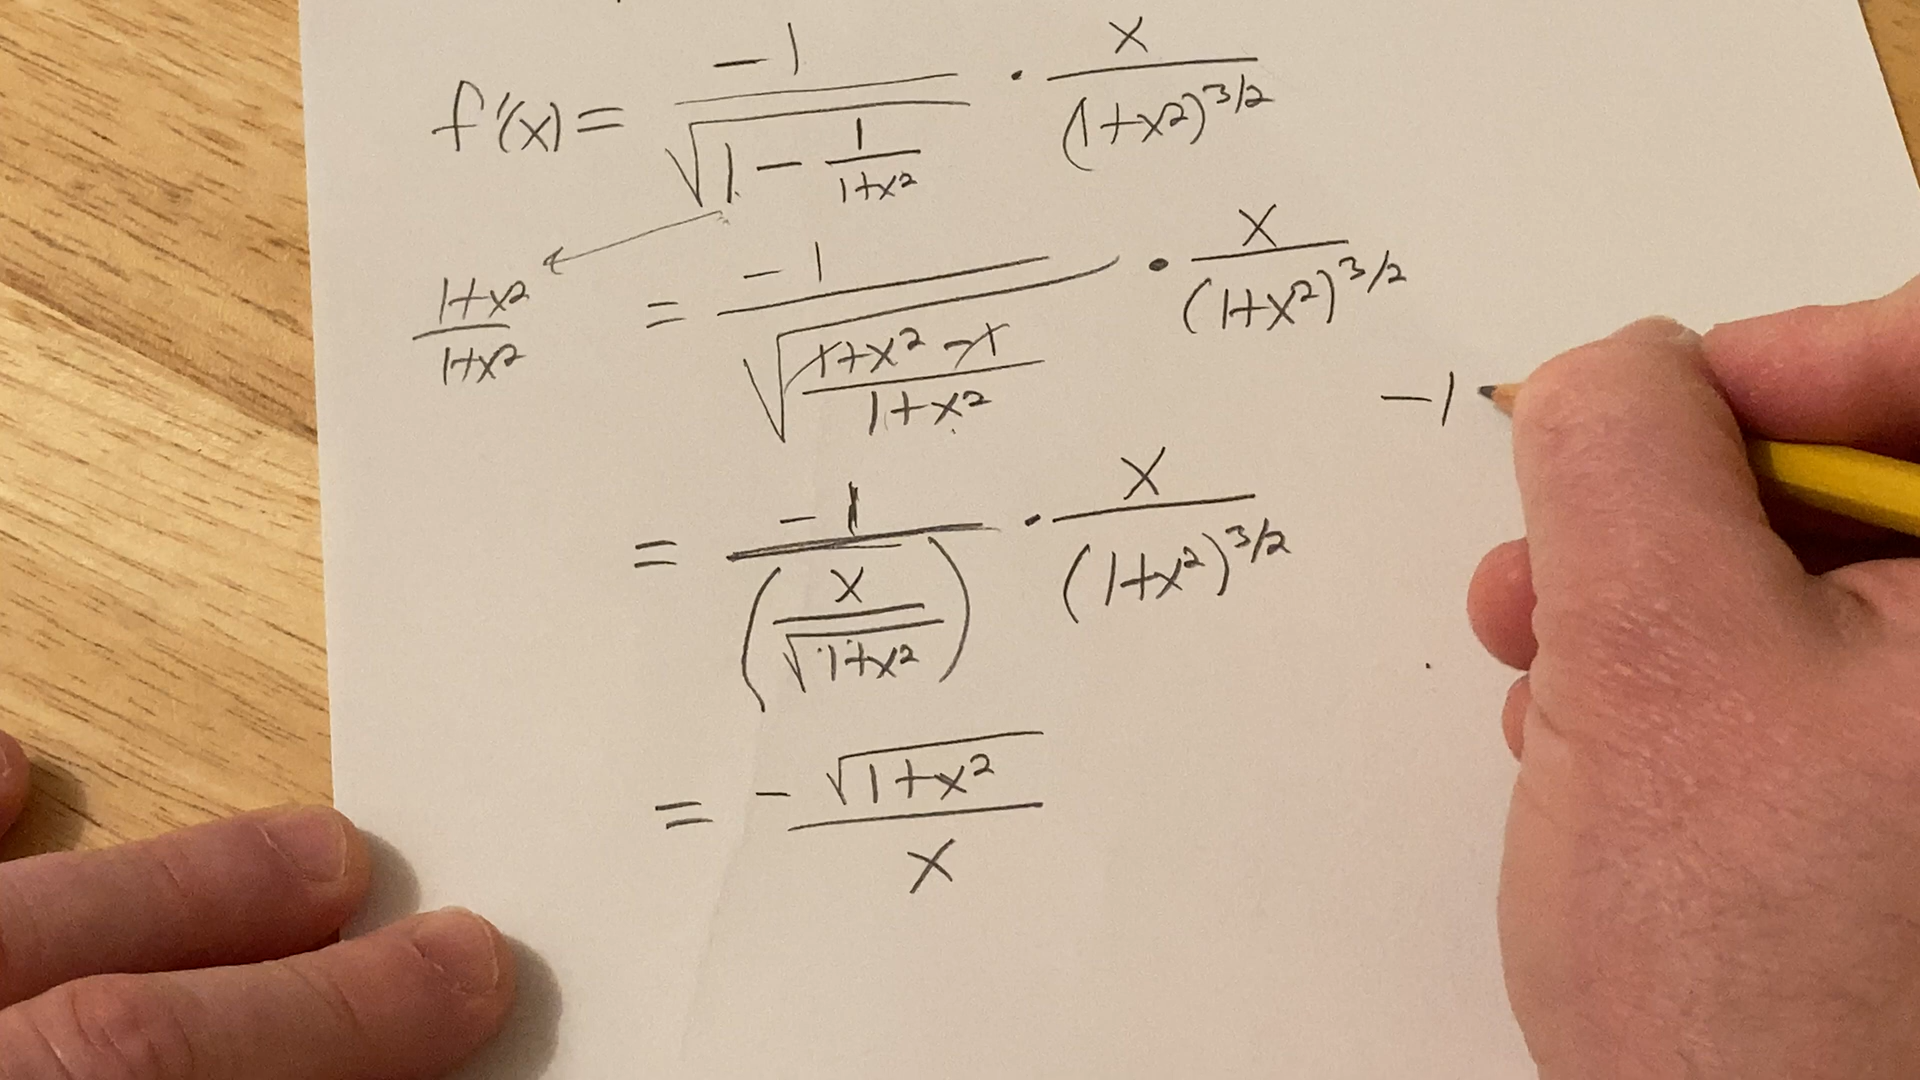 f'(x) = -1/√(1 - 1/(1+x²)) · x/(1+x²)^(3/2)
(1+x²)/(1+x²)
= -1/√((1+x²-1)/(1+x²)) · x/(1+x²)^(3/2)
-1
= -1/(x/√(1+x²)) · x/(1+x²)^(3/2)
= -√(1+x²)/x